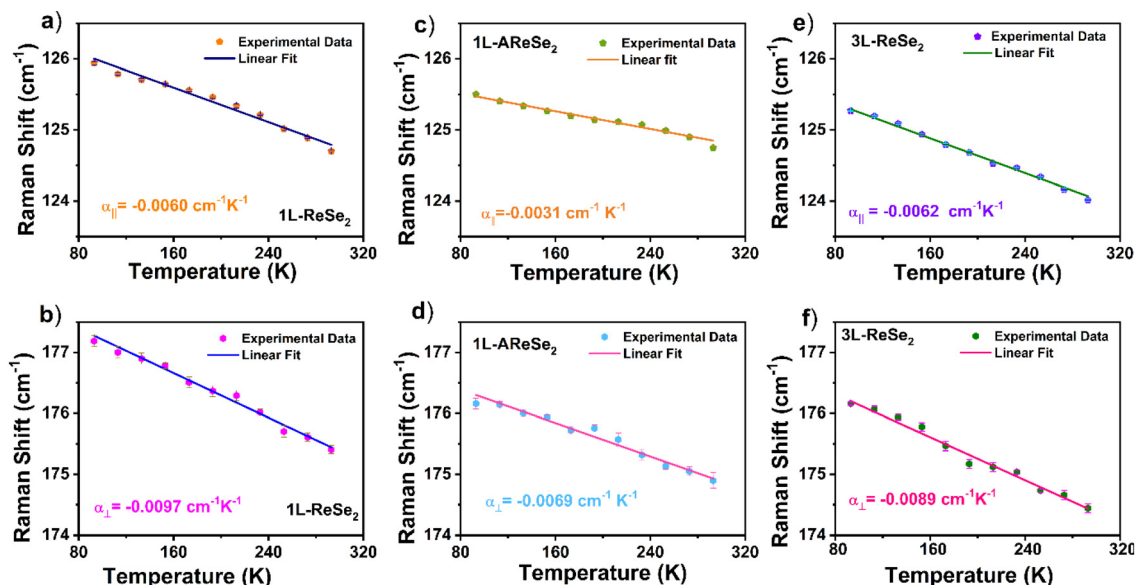 a)
126
125
124
Raman Shift (cm⁻¹)
Experimental Data
Linear Fit
α∥= -0.0060 cm⁻¹K⁻¹
1L-ReSe₂
80 160 240 320
Temperature (K)
c)
126
125
124
Raman Shift (cm⁻¹)
1L-AReSe₂
Experimental Data
Linear fit
α∥=-0.0031 cm⁻¹ K⁻¹
80 160 240 320
Temperature (K)
e)
126
125
124
Raman Shift (cm⁻¹)
3L-ReSe₂
Experimental Data
Linear Fit
α∥ = -0.0062 cm⁻¹K⁻¹
80 160 240 320
Temperature (K)
b)
177
176
175
174
Raman Shift (cm⁻¹)
Experimental Data
Linear Fit
α⊥= -0.0097 cm⁻¹K⁻¹
1L-ReSe₂
80 160 240 320
Temperature (K)
d)
177
176
175
174
Raman Shift (cm⁻¹)
1L-AReSe₂
Experimental Data
Linear Fit
α⊥= -0.0069 cm⁻¹K⁻¹
80 160 240 320
Temperature (K)
f)
177
176
175
174
Raman Shift (cm⁻¹)
3L-ReSe₂
Experimental Data
Linear Fit
α⊥= -0.0089 cm⁻¹K⁻¹
80 160 240 320
Temperature (K)